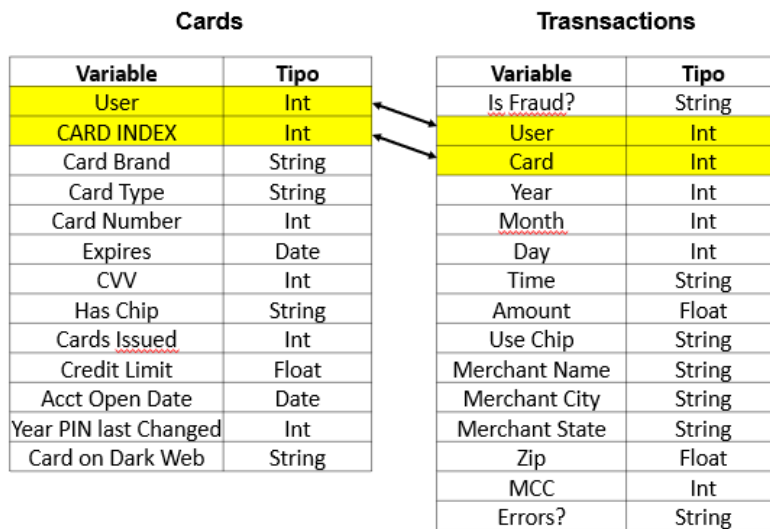 Cards
Variable Tipo
User Int
CARD INDEX Int
Card Brand String
Card Type String
Card Number Int
Expires Date
CVV Int
Has Chip String
Cards Issued Int
Credit Limit Float
Acct Open Date Date
Year PIN last Changed Int
Card on Dark Web String
Trasnsactions
Variable Tipo
Is Fraud? String
User Int
Card Int
Year Int
Month Int
Day Int
Time String
Amount Float
Use Chip String
Merchant Name String
Merchant City String
Merchant State String
Zip Float
MCC Int
Errors? String